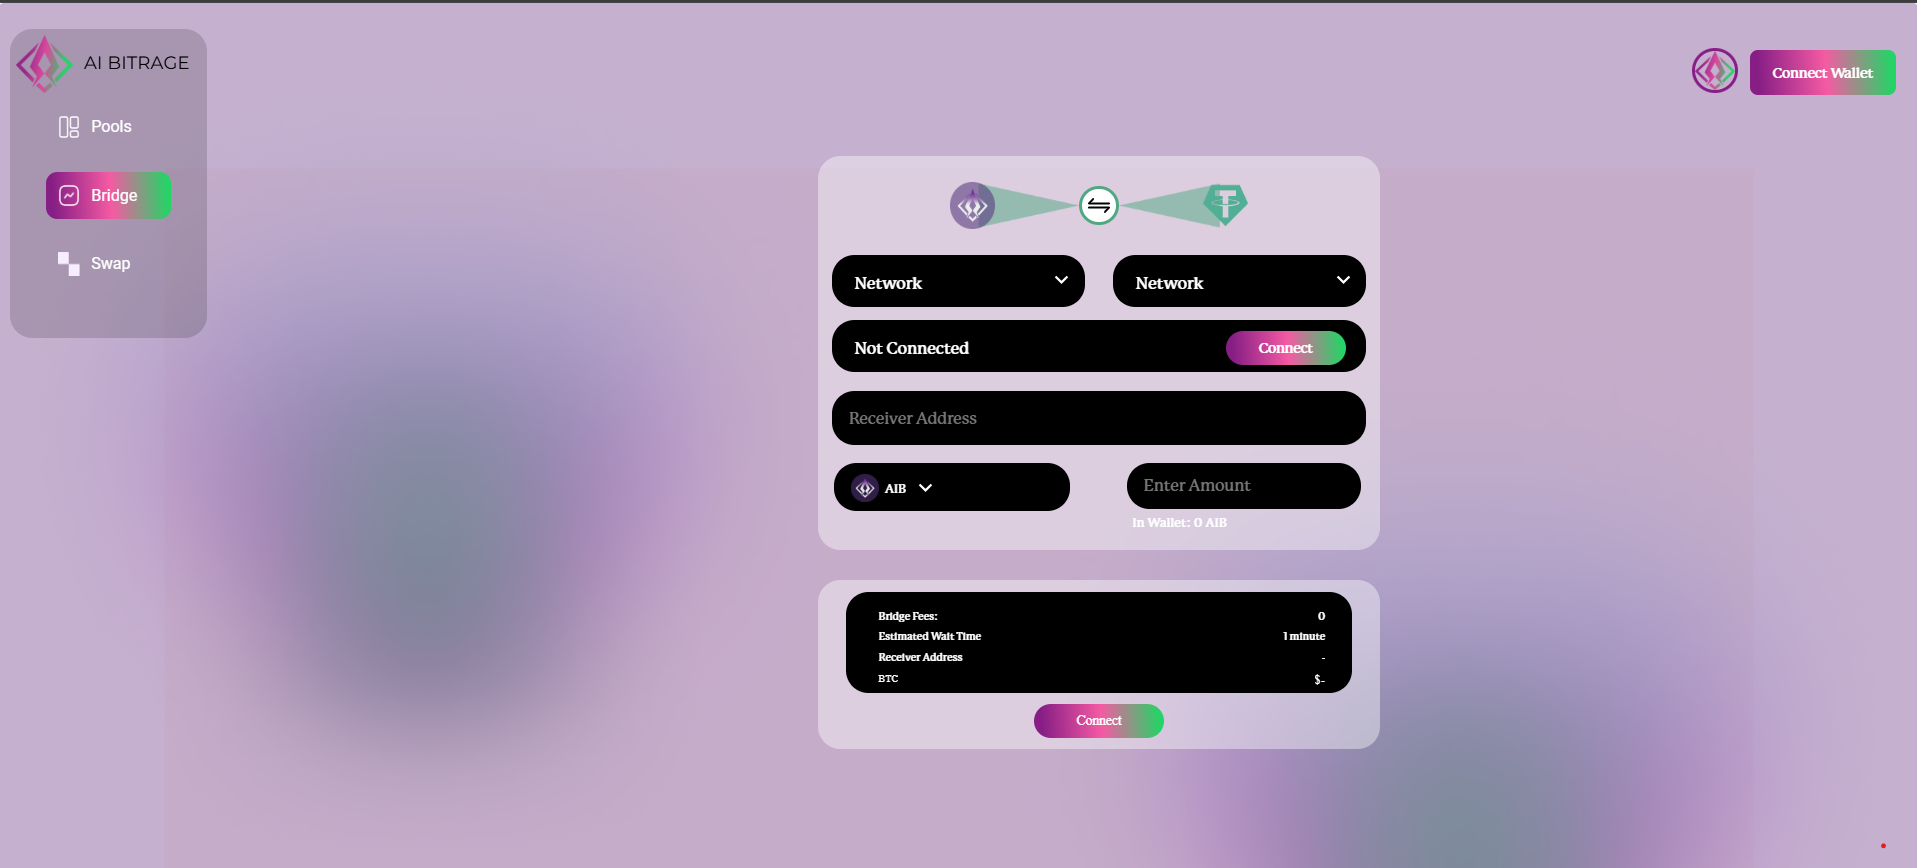 AI BITRAGE
Pools
Bridge
Swap
Connect Wallet
Network
Network
Not Connected
Connect
Receiver Address
AIB
Enter Amount
In Wallet: 0 AIB
Bridge Fees:
0
Estimated Wait Time
1 minute
Receiver Address
-
BTC
$-
Connect